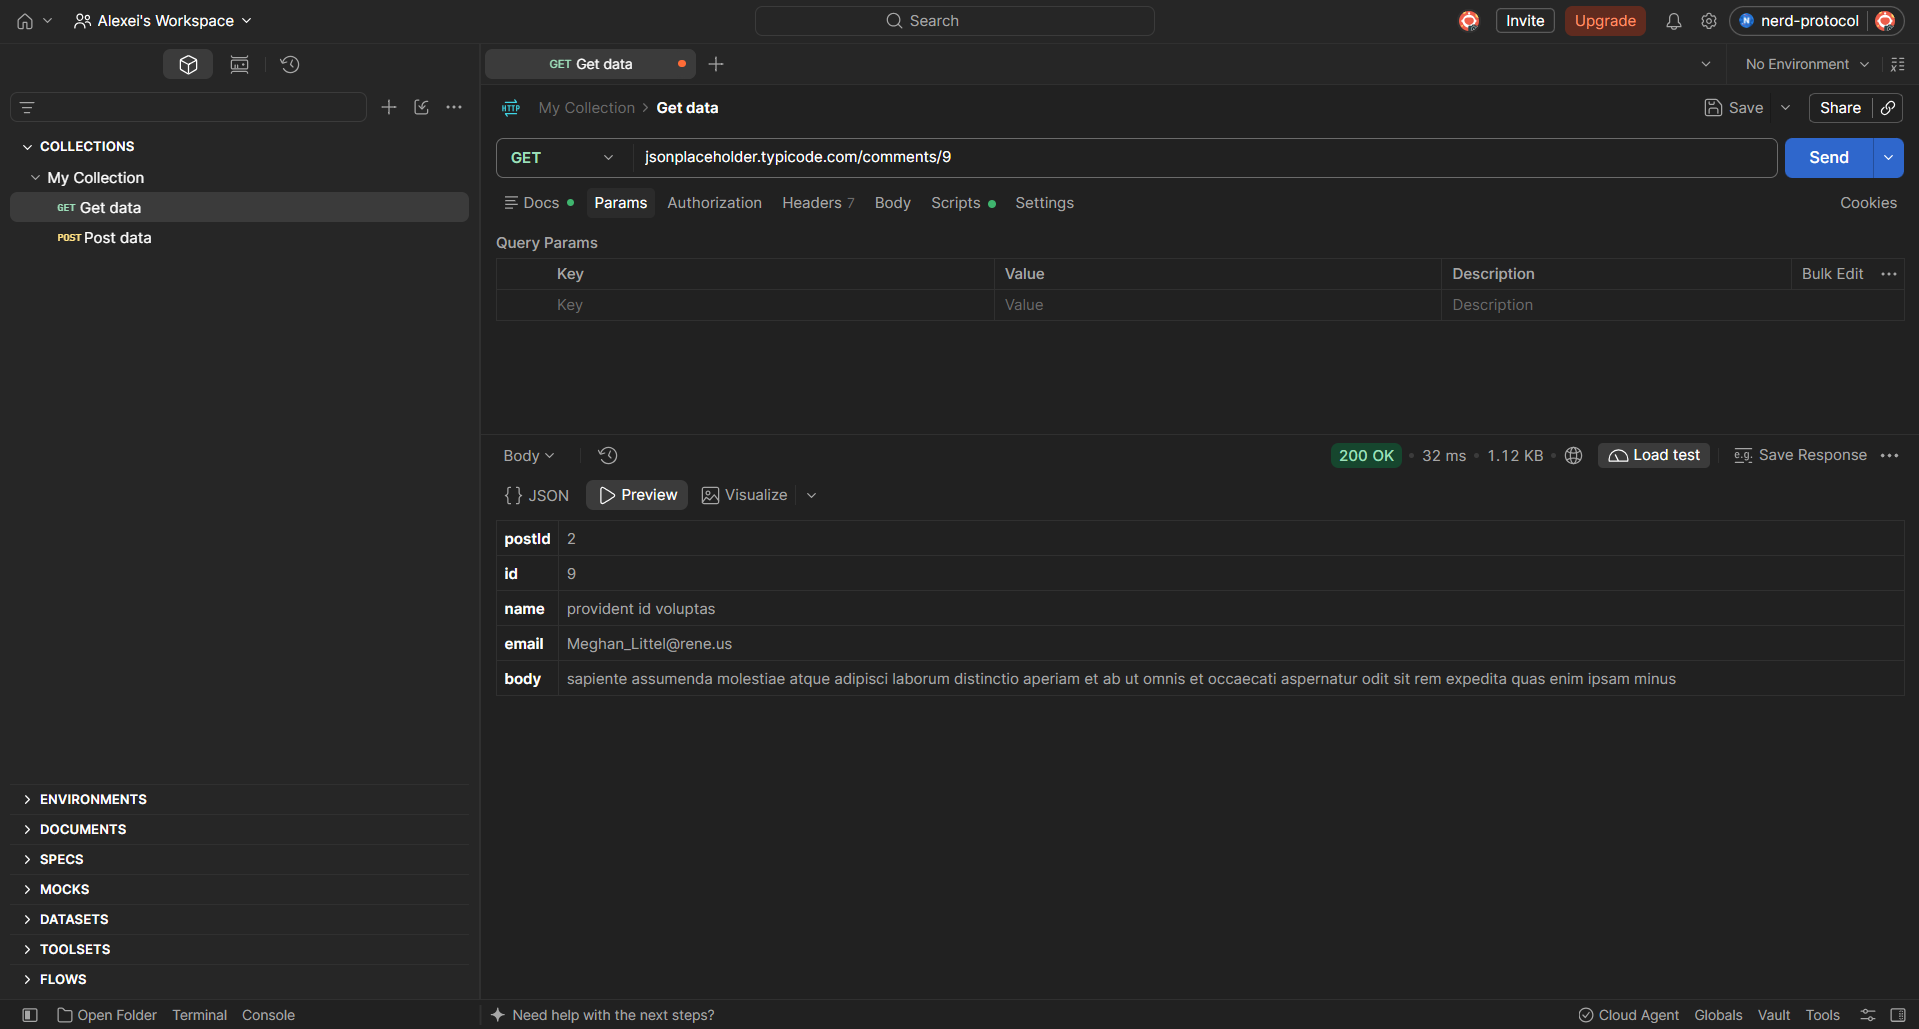 Alexei's Workspace
Search
Invite
Upgrade
N nerd-protocol
GET Get data
No Environment
COLLECTIONS
My Collection
GET Get data
POST Post data
HTTP My Collection > Get data
Save
Share
GET
jsonplaceholder.typicode.com/comments/9
Send
Docs Params Authorization Headers 7 Body Scripts Settings
Cookies
Query Params
Key Value Description Bulk Edit
Key Value Description
Body
200 OK • 32 ms • 1.12 KB •
Load test
e.g. Save Response
{} JSON Preview Visualize
postId 2
id 9
name provident id voluptas
email Meghan_Littel@rene.us
body sapiente assumenda molestiae atque adipisci laborum distinctio aperiam et ab ut omnis et occaecati aspernatur odit sit rem expedita quas enim ipsam minus
ENVIRONMENTS
DOCUMENTS
SPECS
MOCKS
DATASETS
TOOLSETS
FLOWS
Open Folder Terminal Console
Need help with the next steps?
Cloud Agent Globals Vault Tools